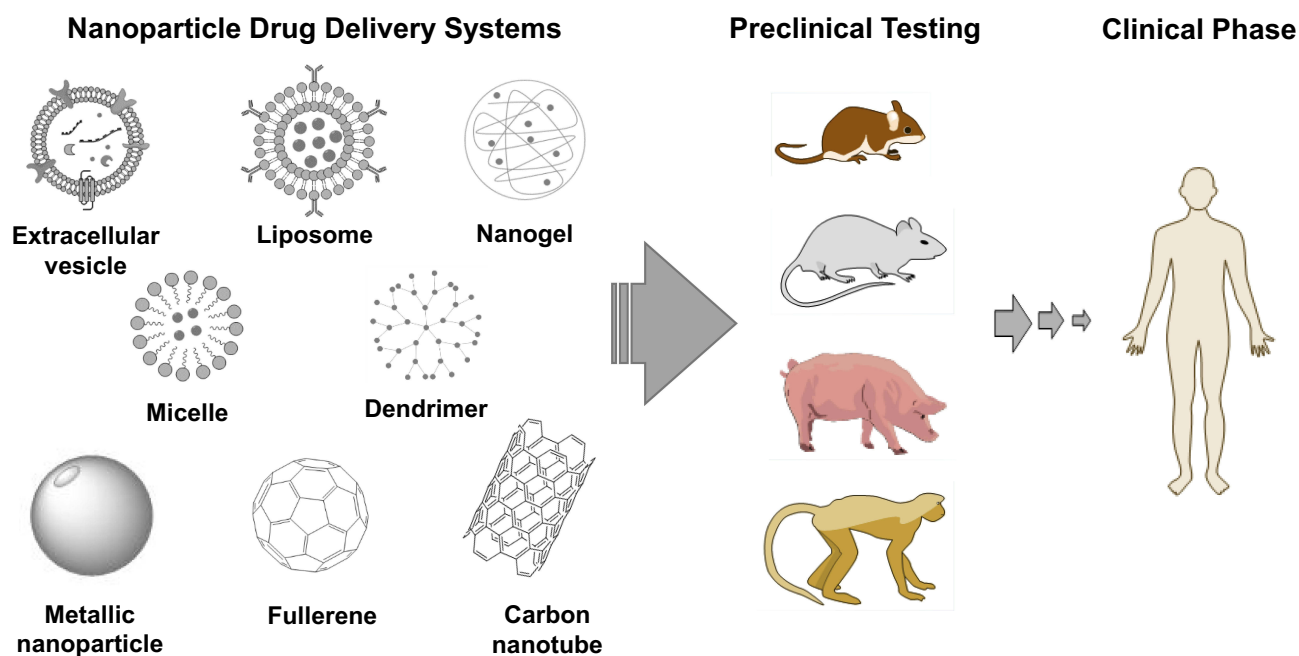 Nanoparticle Drug Delivery Systems
Preclinical Testing
Clinical Phase
Extracellular
vesicle
Liposome
Nanogel
Micelle
Dendrimer
Metallic
nanoparticle
Fullerene
Carbon
nanotube